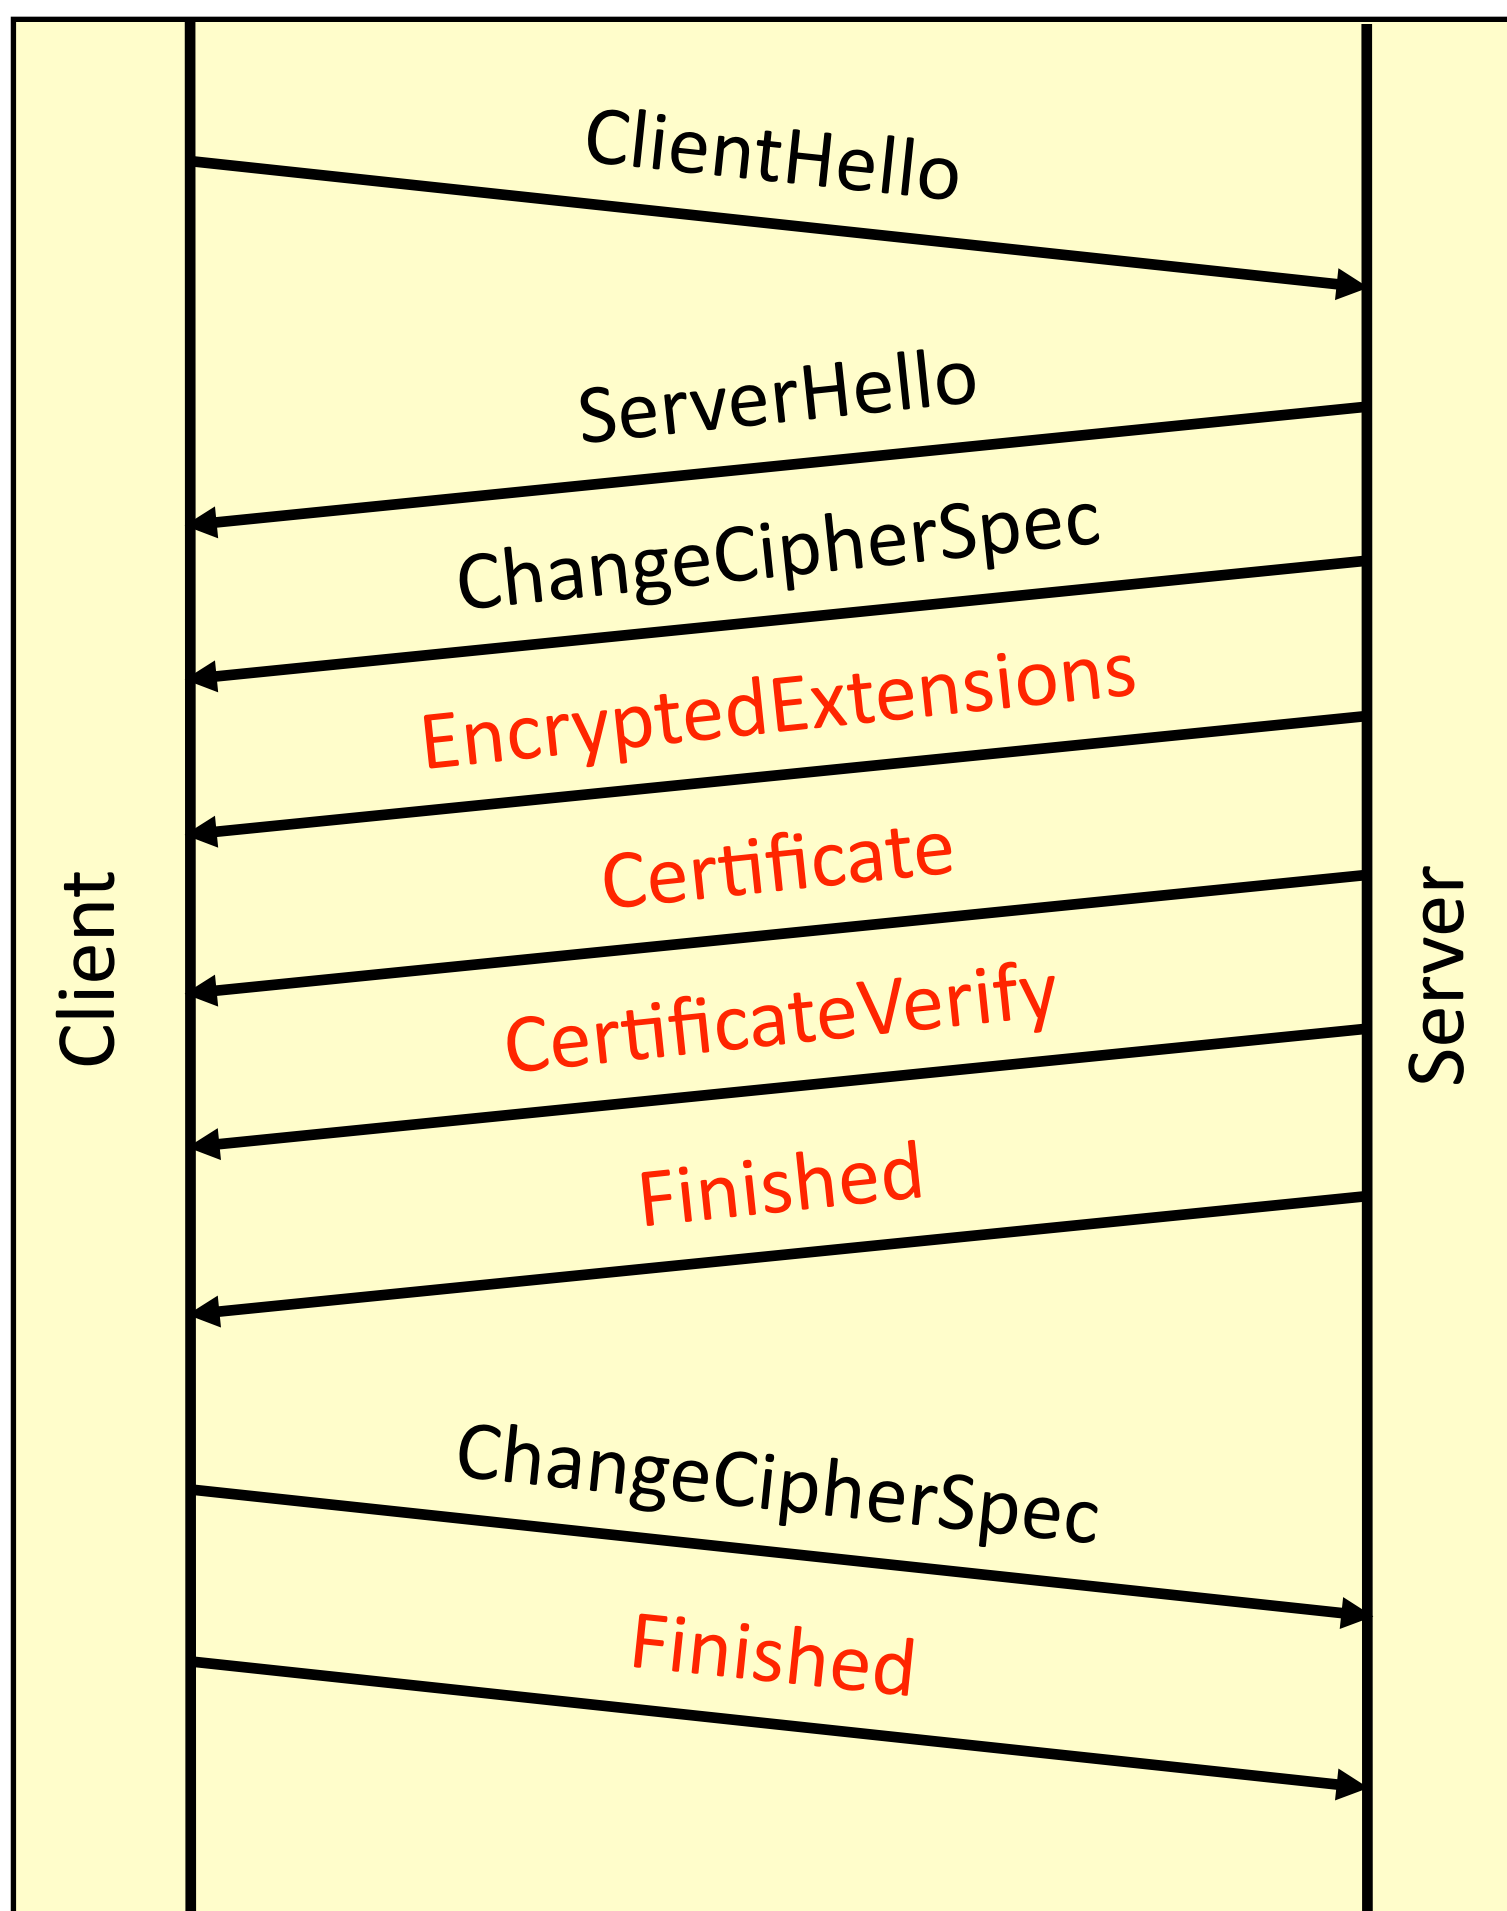 ClientHello
ServerHello
ChangeCipherSpec
EncryptedExtensions
Certificate
CertificateVerify
Finished
ChangeCipherSpec
Finished
Client
Server